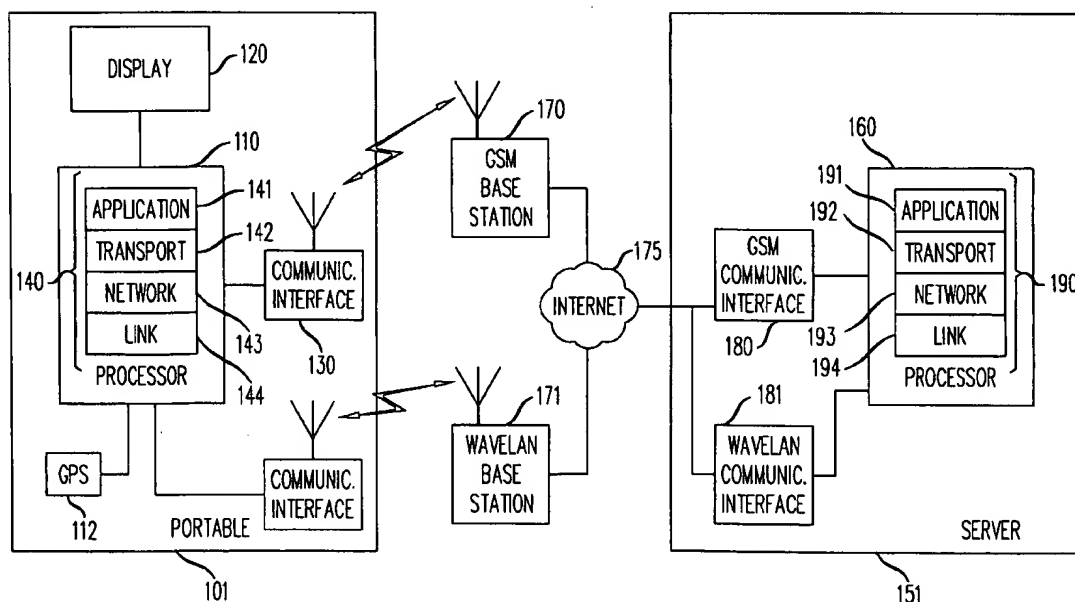 DISPLAY
120
110
141
APPLICATION
142
TRANSPORT
140
NETWORK
143
LINK
144
PROCESSOR
COMMUNIC.
INTERFACE
130
GPS
112
COMMUNIC.
INTERFACE
PORTABLE
101
170
GSM
BASE
STATION
175
INTERNET
171
WAVELAN
BASE
STATION
GSM
COMMUNIC.
INTERFACE
180
181
WAVELAN
COMMUNIC.
INTERFACE
160
191
APPLICATION
192
TRANSPORT
190
NETWORK
193
LINK
194
PROCESSOR
SERVER
151